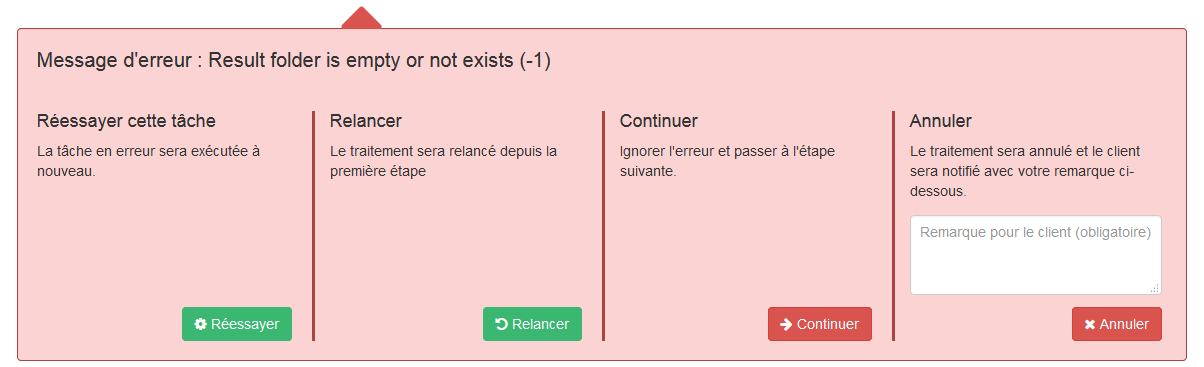 Message d'erreur : Result folder is empty or not exists (-1)
Réessayer cette tâche
La tâche en erreur sera exécutée à
nouveau.
Réessayer
Relancer
Le traitement sera relancé depuis la
première étape
Relancer
Continuer
Ignorer l'erreur et passer à l'étape
suivante.
Continuer
Annuler
Le traitement sera annulé et le client
sera notifié avec votre remarque ci-
dessous.
Remarque pour le client (obligatoire)
Annuler